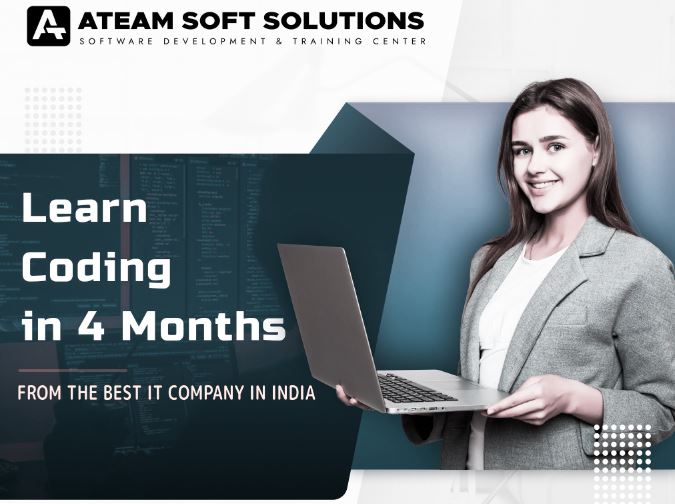 ATEAM SOFT SOLUTIONS
SOFTWARE DEVELOPMENT & TRAINING CENTER
Learn
Coding
in 4 Months
FROM THE BEST IT COMPANY IN INDIA